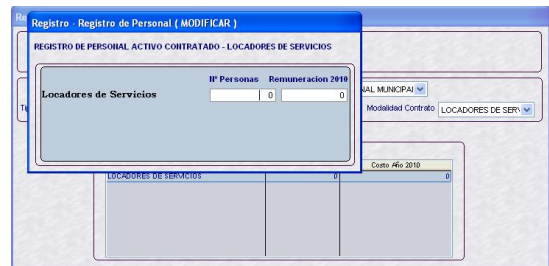 Re
Registro - Registro de Personal ( MODIFICAR )
REGISTRO DE PERSONAL ACTIVO CONTRATADO - LOCADORES DE SERVICIOS
Nº Personas Remuneracion 2010
Locadores de Servicios 0 0
NAL MUNICIPAI
Modalidad Contrato LOCADORES DE SERV
Costo Año 2010
LOCADORES DE SERVICIOS 0 0